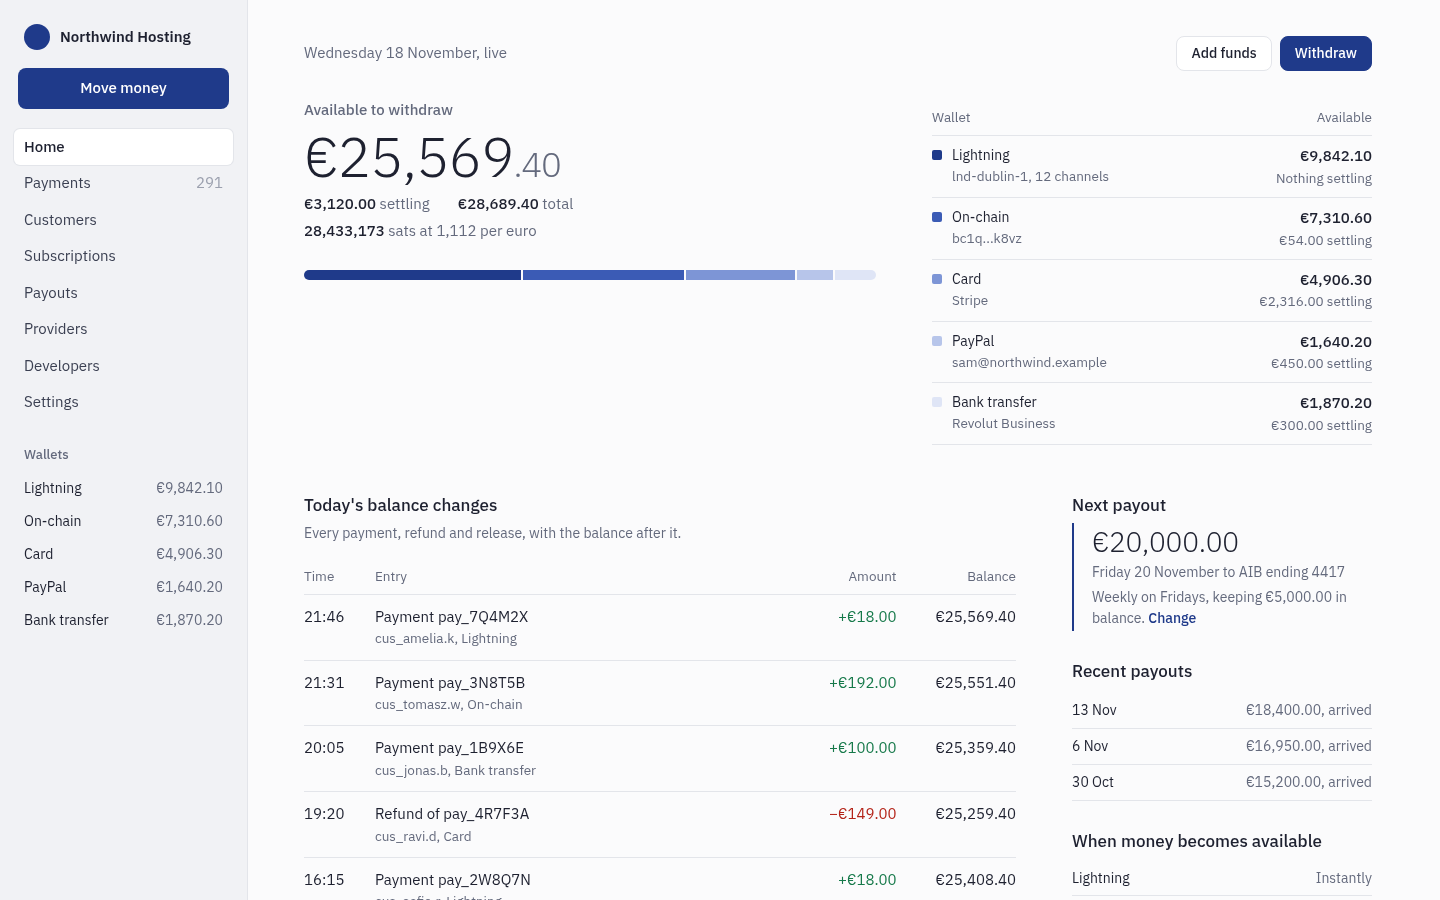 Northwind Hosting
Move money
Home
Payments 291
Customers
Subscriptions
Payouts
Providers
Developers
Settings
Wallets
Lightning €9,842.10
On-chain €7,310.60
Card €4,906.30
PayPal €1,640.20
Bank transfer €1,870.20
Wednesday 18 November, live
Add funds
Withdraw
Available to withdraw
€25,569.40
€3,120.00 settling €28,689.40 total
28,433,173 sats at 1,112 per euro
Wallet Available
Lightning €9,842.10
lnd-dublin-1, 12 channels Nothing settling
On-chain €7,310.60
bc1q...k8vz €54.00 settling
Card €4,906.30
Stripe €2,316.00 settling
PayPal €1,640.20
sam@northwind.example €450.00 settling
Bank transfer €1,870.20
Revolut Business €300.00 settling
Today's balance changes
Every payment, refund and release, with the balance after it.
Time Entry Amount Balance
21:46 Payment pay_7Q4M2X +€18.00 €25,569.40
cus_amelia.k, Lightning
21:31 Payment pay_3N8T5B +€192.00 €25,551.40
cus_tomasz.w, On-chain
20:05 Payment pay_1B9X6E +€100.00 €25,359.40
cus_jonas.b, Bank transfer
19:20 Refund of pay_4R7F3A −€149.00 €25,259.40
cus_ravi.d, Card
16:15 Payment pay_2W8Q7N +€18.00 €25,408.40
Next payout
€20,000.00
Friday 20 November to AIB ending 4417
Weekly on Fridays, keeping €5,000.00 in
balance. Change
Recent payouts
13 Nov €18,400.00, arrived
6 Nov €16,950.00, arrived
30 Oct €15,200.00, arrived
When money becomes available
Lightning Instantly